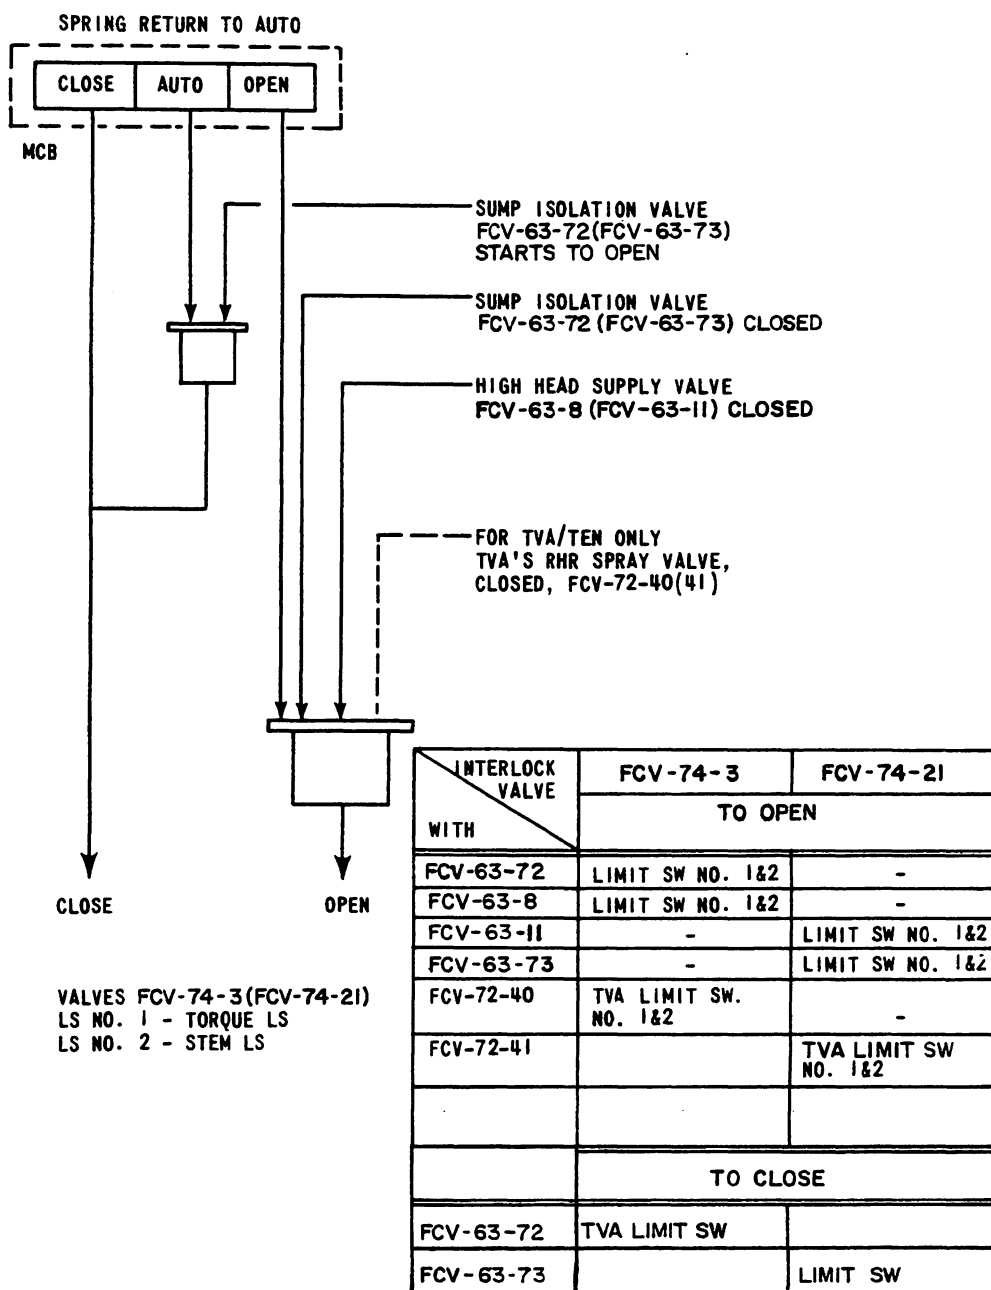 SPRING RETURN TO AUTO
CLOSE AUTO OPEN
MCB
SUMP ISOLATION VALVE
FCV-63-72(FCV-63-73)
STARTS TO OPEN
SUMP ISOLATION VALVE
FCV-63-72 (FCV-63-73) CLOSED
HIGH HEAD SUPPLY VALVE
FCV-63-8 (FCV-63-11) CLOSED
FOR TVA/TEN ONLY
TVA'S RHR SPRAY VALVE,
CLOSED, FCV-72-40(41)
CLOSE
OPEN
VALVES FCV-74-3(FCV-74-21)
LS NO. 1 - TORQUE LS
LS NO. 2 - STEM LS
INTERLOCK
VALVE
WITH
FCV-74-3 FCV-74-21
TO OPEN
FCV-63-72 LIMIT SW NO. 1&2 -
FCV-63-8 LIMIT SW NO. 1&2 -
FCV-63-11 - LIMIT SW NO. 1&2
FCV-63-73 - LIMIT SW NO. 1&2
FCV-72-40 TVA LIMIT SW.
NO. 1&2 -
FCV-72-41 TVA LIMIT SW
NO. 1&2
TO CLOSE
FCV-63-72 TVA LIMIT SW
FCV-63-73 LIMIT SW